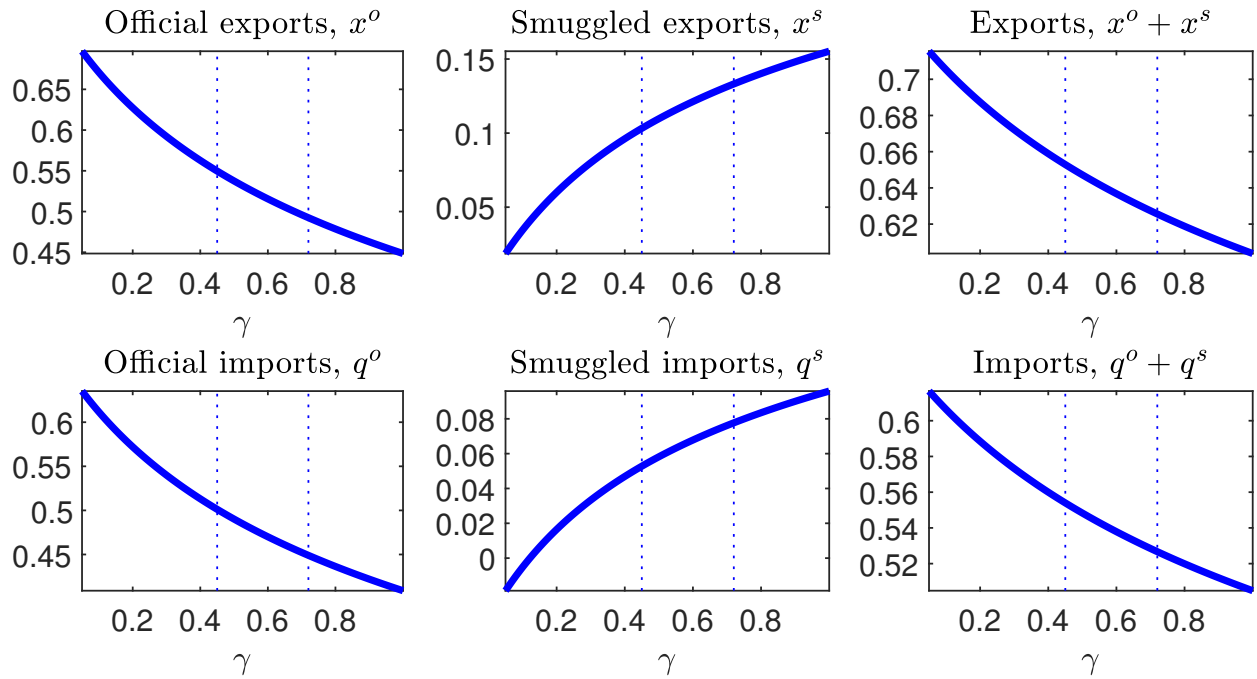 Official exports, x^o
0.65
0.6
0.55
0.5
0.45
0.2 0.4 0.6 0.8
γ
Smuggled exports, x^s
0.15
0.1
0.05
0.2 0.4 0.6 0.8
γ
Exports, x^o + x^s
0.7
0.68
0.66
0.64
0.62
0.2 0.4 0.6 0.8
γ
Official imports, q^o
0.6
0.55
0.5
0.45
0.2 0.4 0.6 0.8
γ
Smuggled imports, q^s
0.08
0.06
0.04
0.02
0
0.2 0.4 0.6 0.8
γ
Imports, q^o + q^s
0.6
0.58
0.56
0.54
0.52
0.2 0.4 0.6 0.8
γ